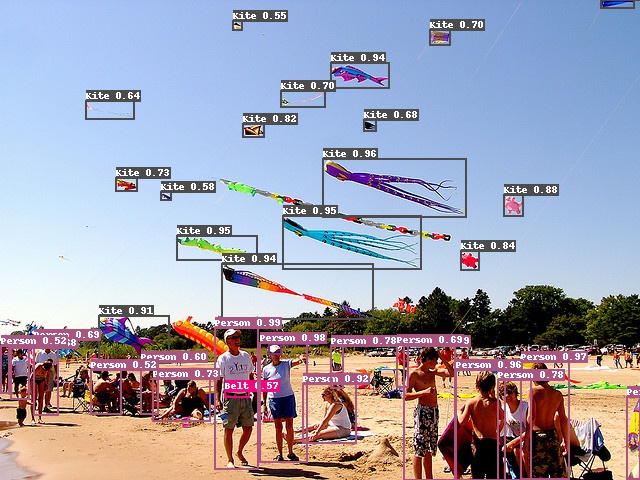 Kite 0.55
Kite 0.70
Kite 0.94
Kite 0.70
Kite 0.64
Kite 0.68
Kite 0.82
Kite 0.96
Kite 0.73
Kite 0.58
Kite 0.88
Kite 0.95
Kite 0.95
Kite 0.84
Kite 0.94
Kite 0.91
Person 0.99
Person 0.98
Person 0.78
Person 0.69
Person 0.69
Person 0.52
Person 0.60
Person 0.52
Person 0.97
Person 0.96
Person 0.73
Person 0.78
Person 0.92
Belt 0.57